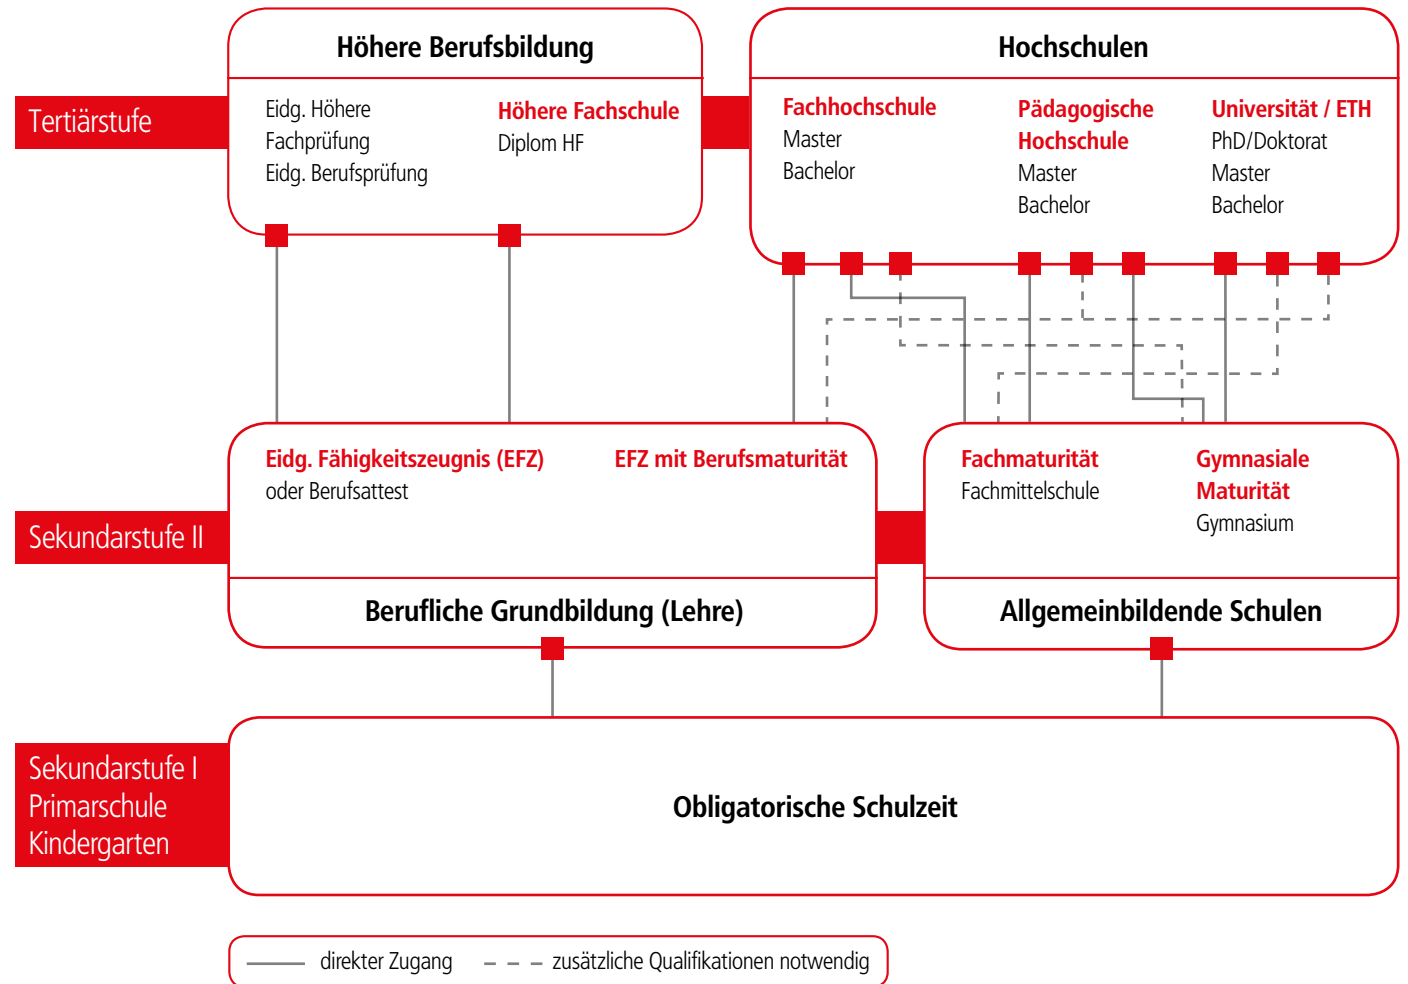 Höhere Berufsbildung
Hochschulen
Tertiärstufe
Eidg. Höhere
Fachprüfung
Eidg. Berufsprüfung
Höhere Fachschule
Diplom HF
Fachhochschule
Master
Bachelor
Pädagogische
Hochschule
Master
Bachelor
Universität / ETH
PhD/Doktorat
Master
Bachelor
Eidg. Fähigkeitszeugnis (EFZ)
oder Berufsattest
EFZ mit Berufsmaturität
Fachmaturität
Fachmittelschule
Gymnasiale
Maturität
Gymnasium
Sekundarstufe II
Berufliche Grundbildung (Lehre)
Allgemeinbildende Schulen
Sekundarstufe I
Primarschule
Kindergarten
Obligatorische Schulzeit
direkter Zugang
zusätzliche Qualifikationen notwendig